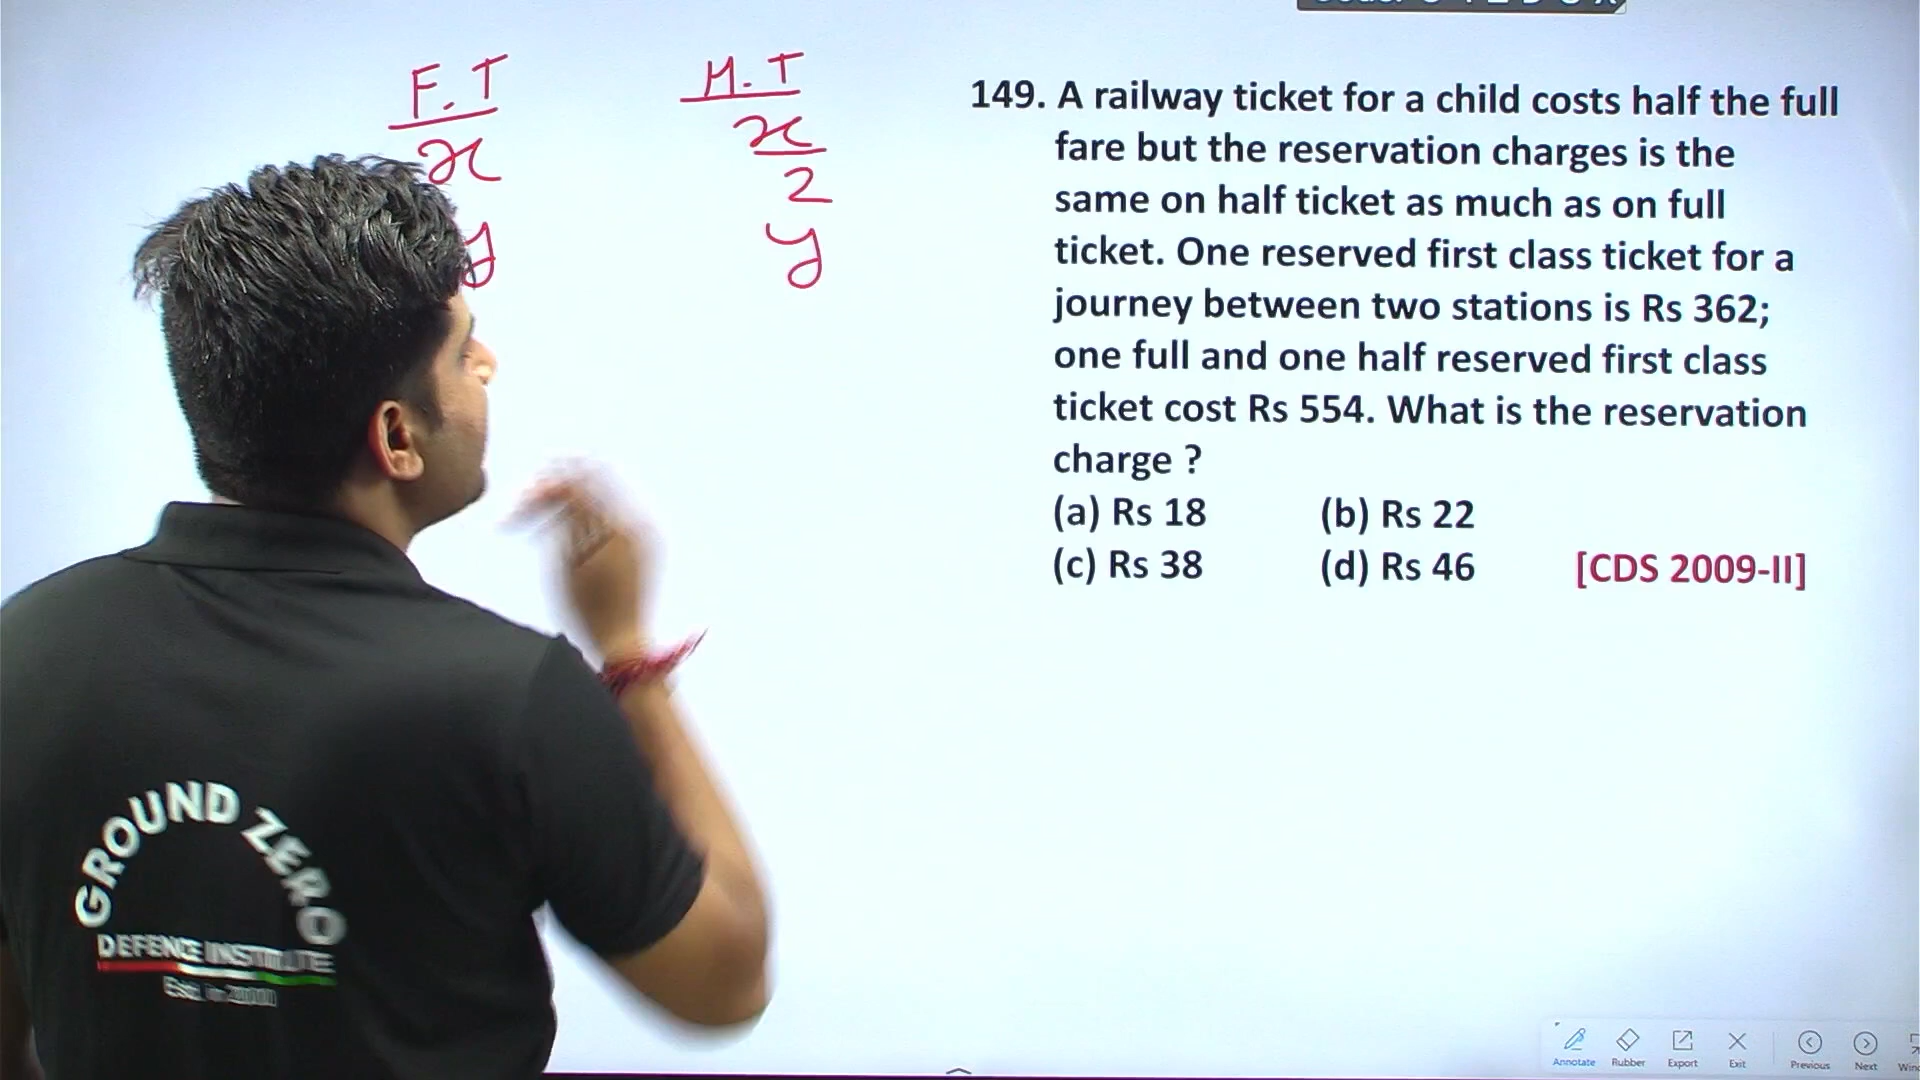 F.T
H.T
x
x
2
y
y
149. A railway ticket for a child costs half the full
fare but the reservation charges is the
same on half ticket as much as on full
ticket. One reserved first class ticket for a
journey between two stations is Rs 362;
one full and one half reserved first class
ticket cost Rs 554. What is the reservation
charge ?
(a) Rs 18 (b) Rs 22
(c) Rs 38 (d) Rs 46 [CDS 2009-II]
GROUND ZERO
DEFENCE INSTITUTE
Annotate Rubber Export Exit Previous Next